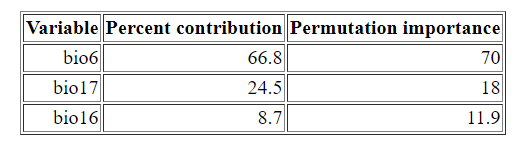 Variable Percent contribution Permutation importance
bio6 66.8 70
bio17 24.5 18
bio16 8.7 11.9